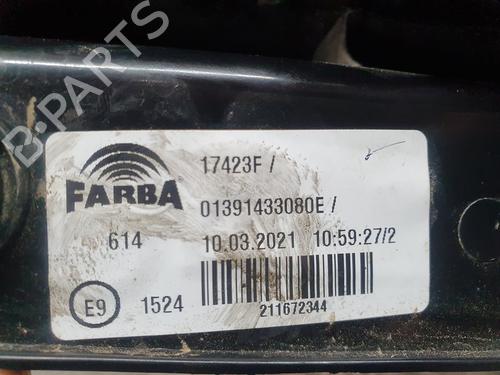 B-PARTS
FARBA
17423F /
01391433080E /
614
10.03.2021 10:59:27/2
E9
1524
211672344